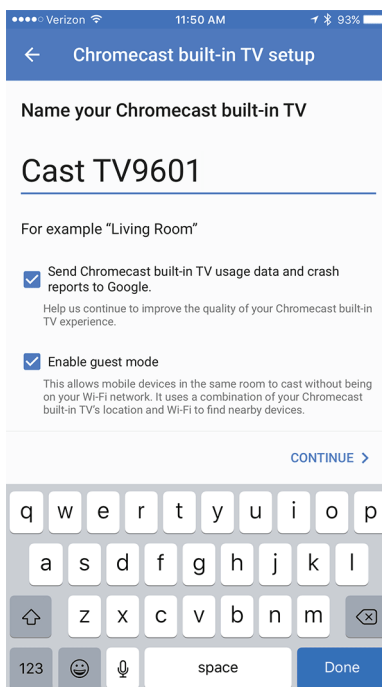 Verizon 11:50 AM 93%
Chromecast built-in TV setup
Name your Chromecast built-in TV
Cast TV9601
For example “Living Room”
Send Chromecast built-in TV usage data and crash
reports to Google.
Help us continue to improve the quality of your Chromecast built-in
TV experience.
Enable guest mode
This allows mobile devices in the same room to cast without being
on your Wi-Fi network. It uses a combination of your Chromecast
built-in TV's location and Wi-Fi to find nearby devices.
CONTINUE
q w e r t y u i o p
a s d f g h j k l
z x c v b n m
123 space Done